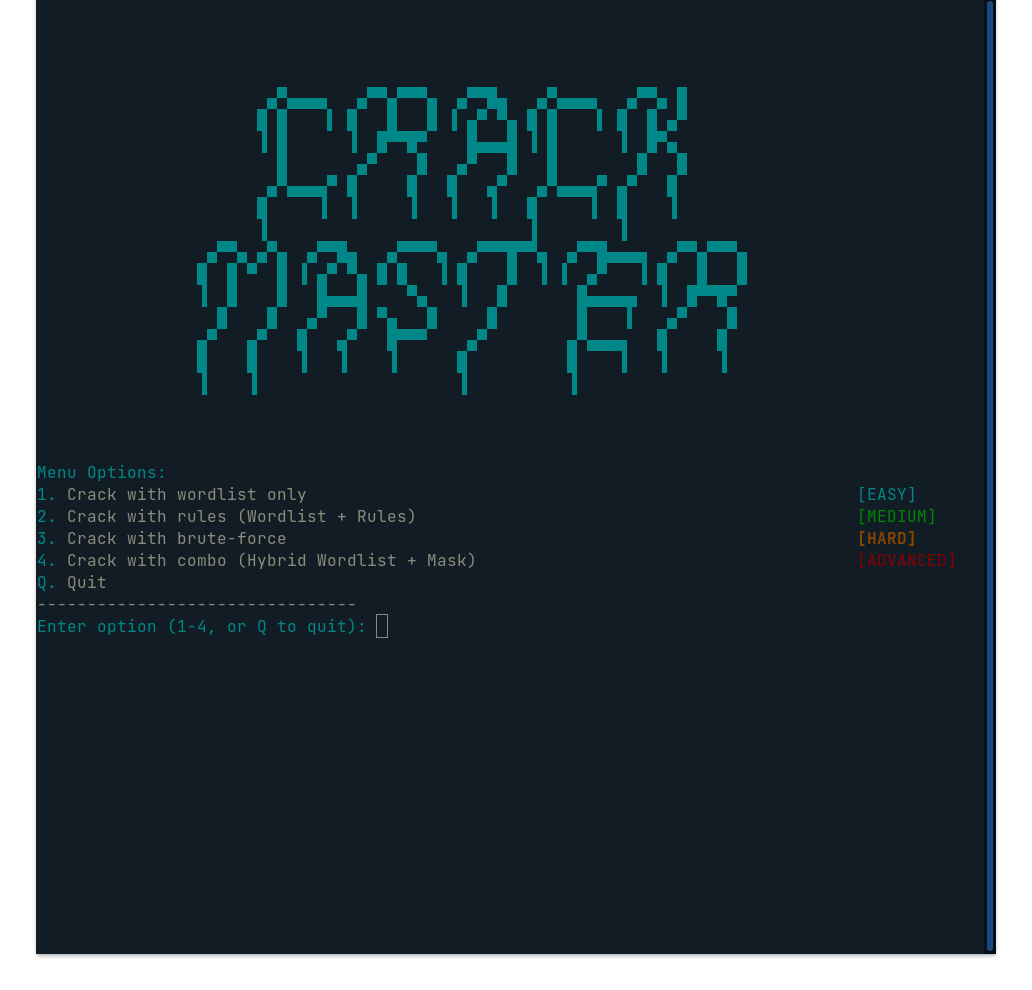 CRACK
MASTER
Menu Options:
1. Crack with wordlist only [EASY]
2. Crack with rules (Wordlist + Rules) [MEDIUM]
3. Crack with brute-force [HARD]
4. Crack with combo (Hybrid Wordlist + Mask) [ADVANCED]
Q. Quit
--------------------------------
Enter option (1-4, or Q to quit):